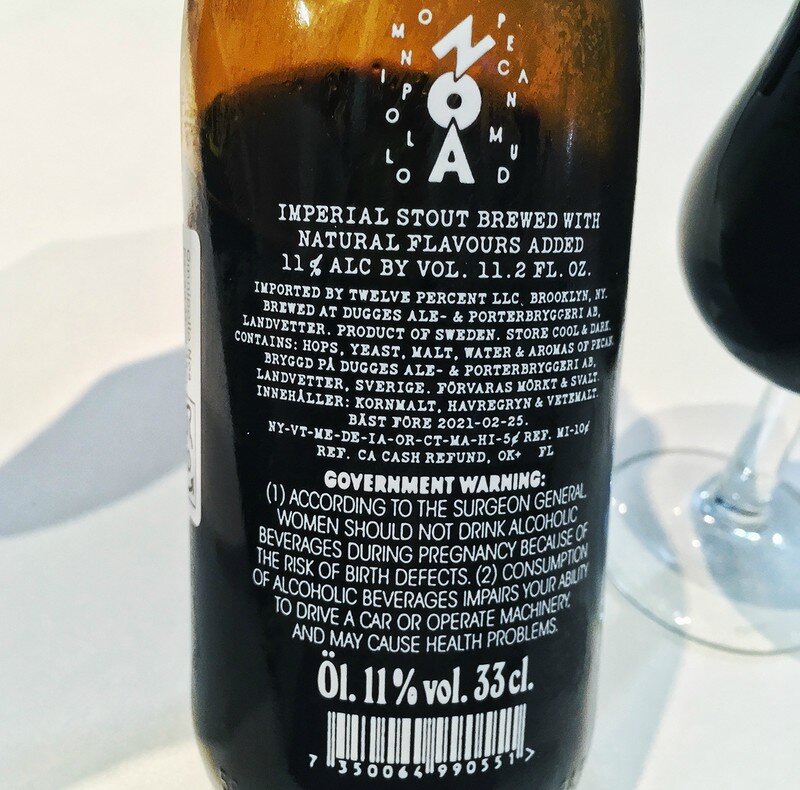 OMNIPOLLO
NOA
PECAN MUD
IMPERIAL STOUT BREWED WITH
NATURAL FLAVOURS ADDED
11% ALC BY VOL. 11.2 FL. OZ.
IMPORTED BY TWELVE PERCENT LLC, BROOKLYN, NY.
BREWED AT DUGGES ALE- & PORTERBRYGGERI AB,
LANDVETTER. PRODUCT OF SWEDEN. STORE COOL & DARK.
CONTAINS: HOPS, YEAST, MALT, WATER & AROMAS OF PECAN.
BRYGD PÅ DUGGES ALE- & PORTERBRYGGERI AB,
LANDVETTER, SVERIGE. FÖRVARAS MÖRKT & SVALT.
INNEHÅLLER: KORNMALT, HAVREGRYN & VETEMALT.
BÄST FÖRE 2021-02-25.
NY-VT-ME-DE-IA-OR-CT-MA-HI-5¢ REF. MI-10¢
REF. CA CASH REFUND, OK+ FL
GOVERNMENT WARNING:
(1) ACCORDING TO THE SURGEON GENERAL,
WOMEN SHOULD NOT DRINK ALCOHOLIC
BEVERAGES DURING PREGNANCY BECAUSE OF
THE RISK OF BIRTH DEFECTS. (2) CONSUMPTION
OF ALCOHOLIC BEVERAGES IMPAIRS YOUR ABILITY
TO DRIVE A CAR OR OPERATE MACHINERY,
AND MAY CAUSE HEALTH PROBLEMS.
Öl. 11% vol. 33 cl.
7 350064 990551 >